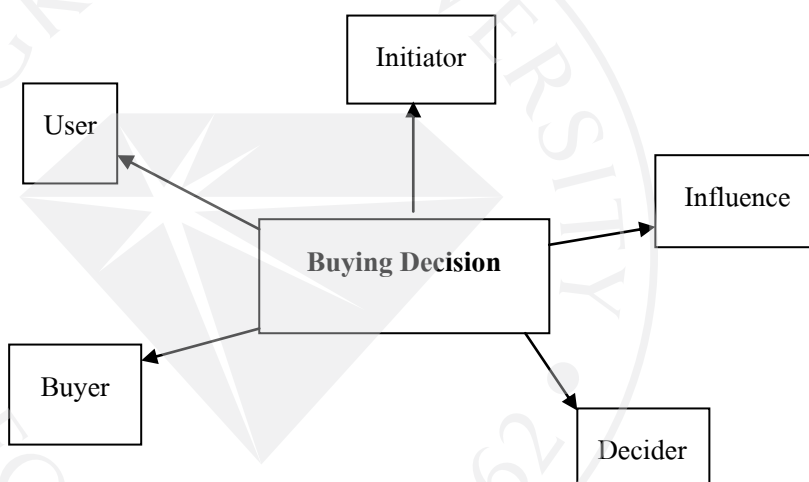 Initiator
User
Influence
Buying Decision
Buyer
Decider